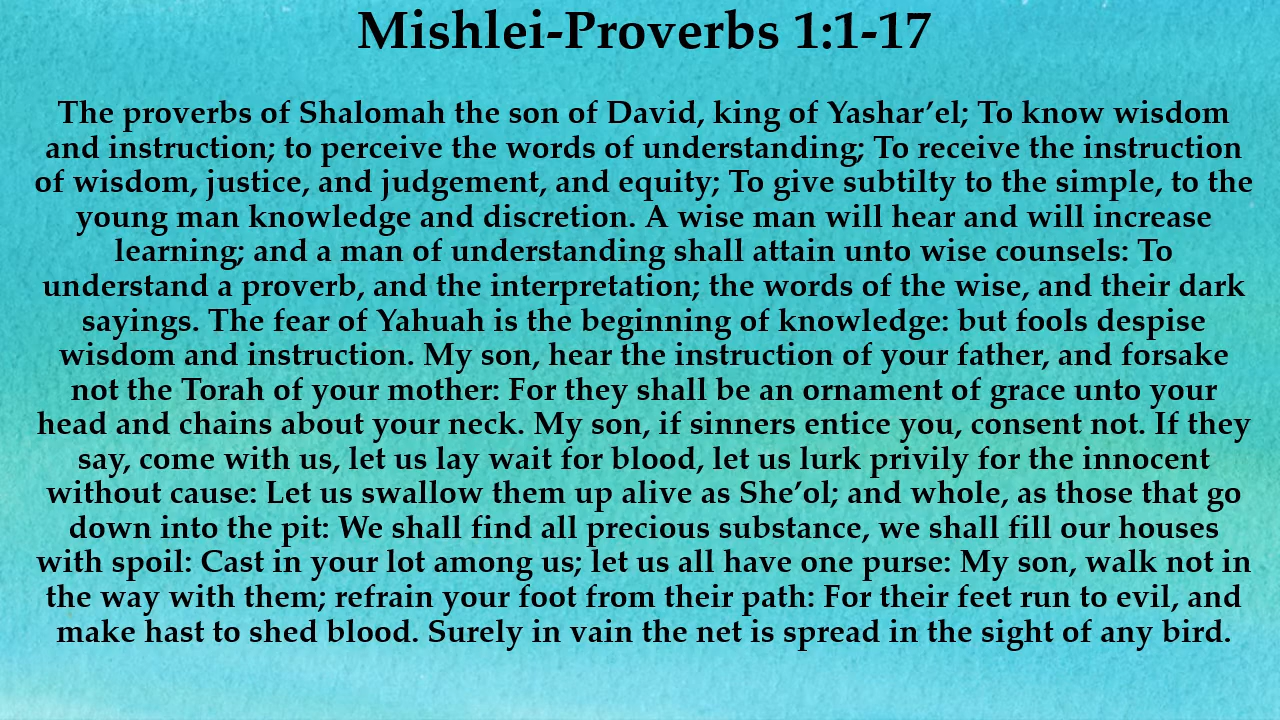 Mishlei-Proverbs 1:1-17
The proverbs of Shalomah the son of David, king of Yashar’el; To know wisdom
and instruction; to perceive the words of understanding; To receive the instruction
of wisdom, justice, and judgement, and equity; To give subtilty to the simple, to the
young man knowledge and discretion. A wise man will hear and will increase
learning; and a man of understanding shall attain unto wise counsels: To
understand a proverb, and the interpretation; the words of the wise, and their dark
sayings. The fear of Yahuah is the beginning of knowledge: but fools despise
wisdom and instruction. My son, hear the instruction of your father, and forsake
not the Torah of your mother: For they shall be an ornament of grace unto your
head and chains about your neck. My son, if sinners entice you, consent not. If they
say, come with us, let us lay wait for blood, let us lurk privily for the innocent
without cause: Let us swallow them up alive as She’ol; and whole, as those that go
down into the pit: We shall find all precious substance, we shall fill our houses
with spoil: Cast in your lot among us; let us all have one purse: My son, walk not in
the way with them; refrain your foot from their path: For their feet run to evil, and
make hast to shed blood. Surely in vain the net is spread in the sight of any bird.